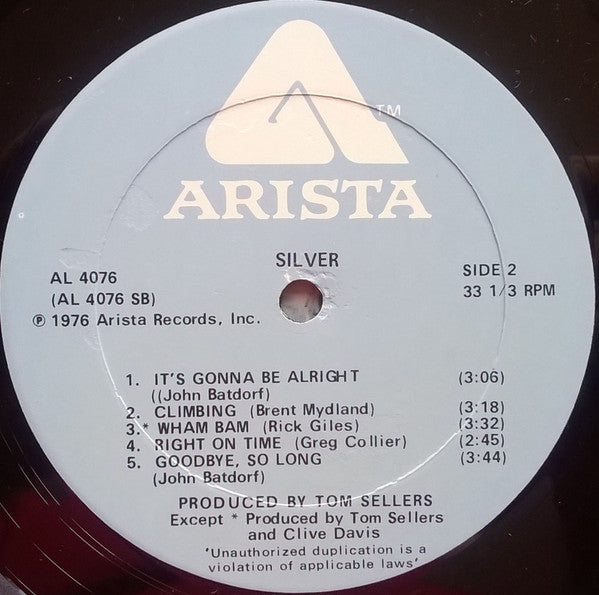 TM
ARISTA
SILVER
AL 4076
(AL 4076 SB)
℗ 1976 Arista Records, Inc.
SIDE 2
33 1/3 RPM
1. IT'S GONNA BE ALRIGHT (3:06)
((John Batdorf)
2. CLIMBING (Brent Mydland) (3:18)
3.* WHAM BAM (Rick Giles) (3:32)
4. RIGHT ON TIME (Greg Collier) (2:45)
5. GOODBYE, SO LONG (3:44)
(John Batdorf)
PRODUCED BY TOM SELLERS
Except * Produced by Tom Sellers
and Clive Davis
'Unauthorized duplication is a
violation of applicable laws'